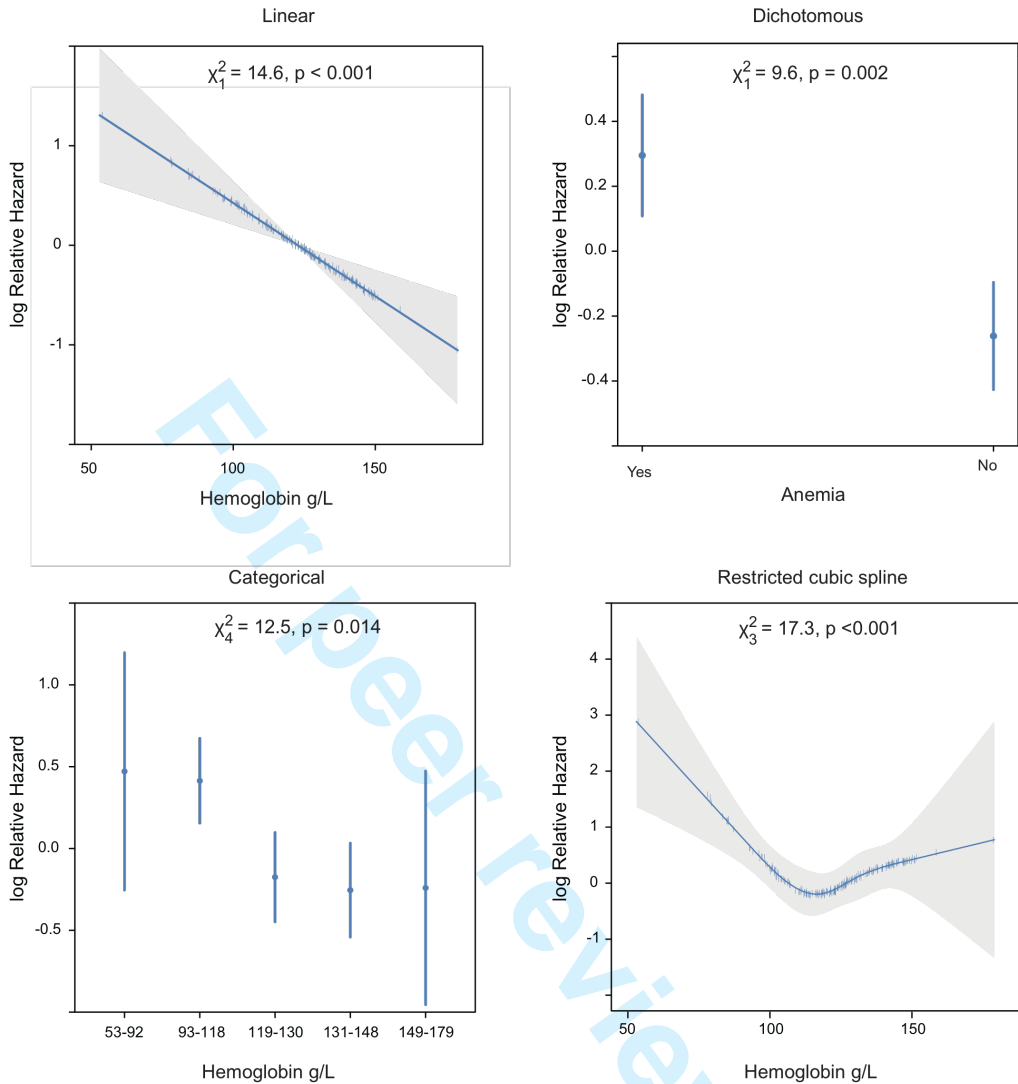 Linear
χ²₁ = 14.6, p < 0.001
log Relative Hazard
1
0
-1
50
100
150
Hemoglobin g/L
Dichotomous
χ²₁ = 9.6, p = 0.002
log Relative Hazard
0.4
0.2
0.0
-0.2
-0.4
Yes
No
Anemia
Categorical
χ²₄ = 12.5, p = 0.014
log Relative Hazard
1.0
0.5
0.0
-0.5
53-92
93-118
119-130
131-148
149-179
Hemoglobin g/L
Restricted cubic spline
χ²₃ = 17.3, p <0.001
log Relative Hazard
4
3
2
1
0
-1
50
100
150
Hemoglobin g/L
For peer review